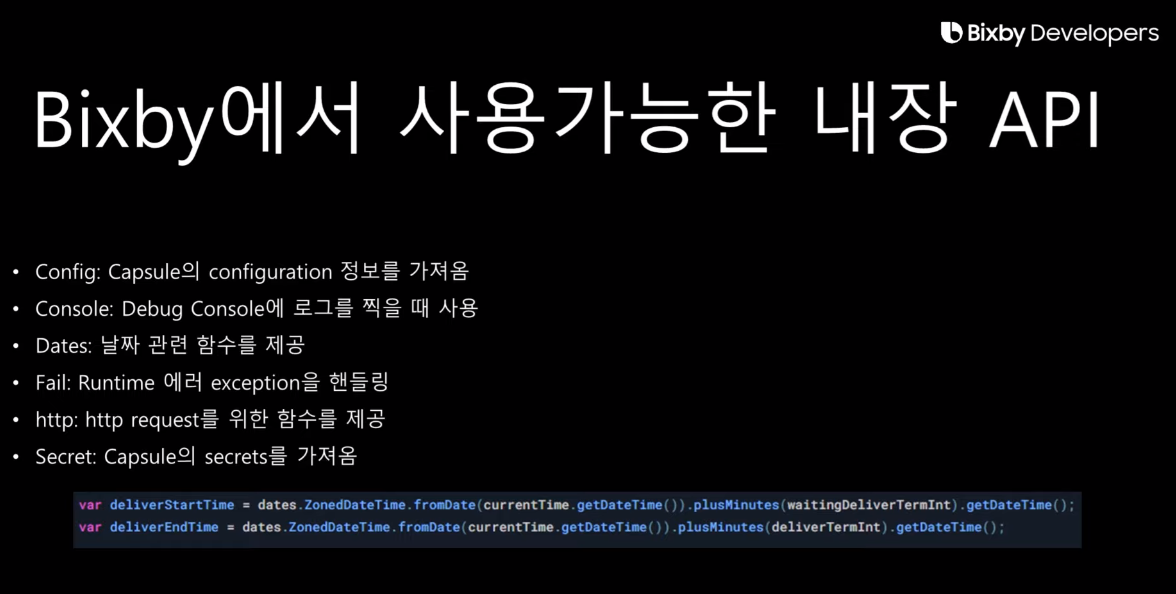 Bixby Developers
Bixby에서 사용가능한 내장 API
• Config: Capsule의 configuration 정보를 가져옴
• Console: Debug Console에 로그를 찍을 때 사용
• Dates: 날짜 관련 함수를 제공
• Fail: Runtime 에러 exception을 핸들링
• http: http request를 위한 함수를 제공
• Secret: Capsule의 secrets를 가져옴
var deliverStartTime = dates.ZonedDateTime.fromDate(currentTime.getDateTime()).plusMinutes(waitingDeliverTermInt).getDateTime();
var deliverEndTime = dates.ZonedDateTime.fromDate(currentTime.getDateTime()).plusMinutes(deliverTermInt).getDateTime();